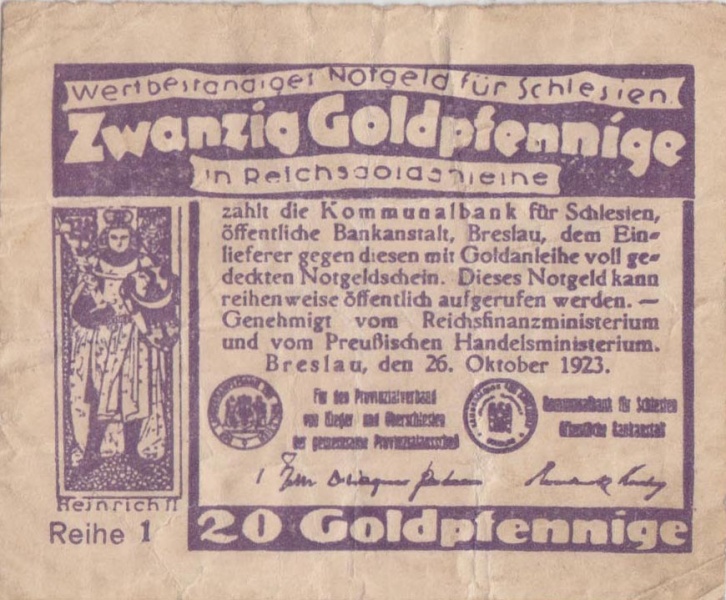 Wertbeständiges Notgeld für Schlesien.
Zwanzig Goldpfennige
in Reichsgoldanleihe
zahlt die Kommunalbank für Schlesien,
öffentliche Bankanstalt, Breslau, dem Ein=
lieferer gegen diesen mit Goldanleihe voll ge=
deckten Notgeldschein. Dieses Notgeld kann
reihenweise öffentlich aufgerufen werden. —
Genehmigt vom Reichsfinanzministerium
und vom Preußischen Handelsministerium.
Breslau, den 26. Oktober 1923.
Für den Provinzialverband
von Nieder und Oberschlesien
der gemeinsame Provinzialausschuß
Kommunalbank für Schlesien
öffentliche Bankanstalt
Heinrich II
Reihe 1
20 Goldpfennige